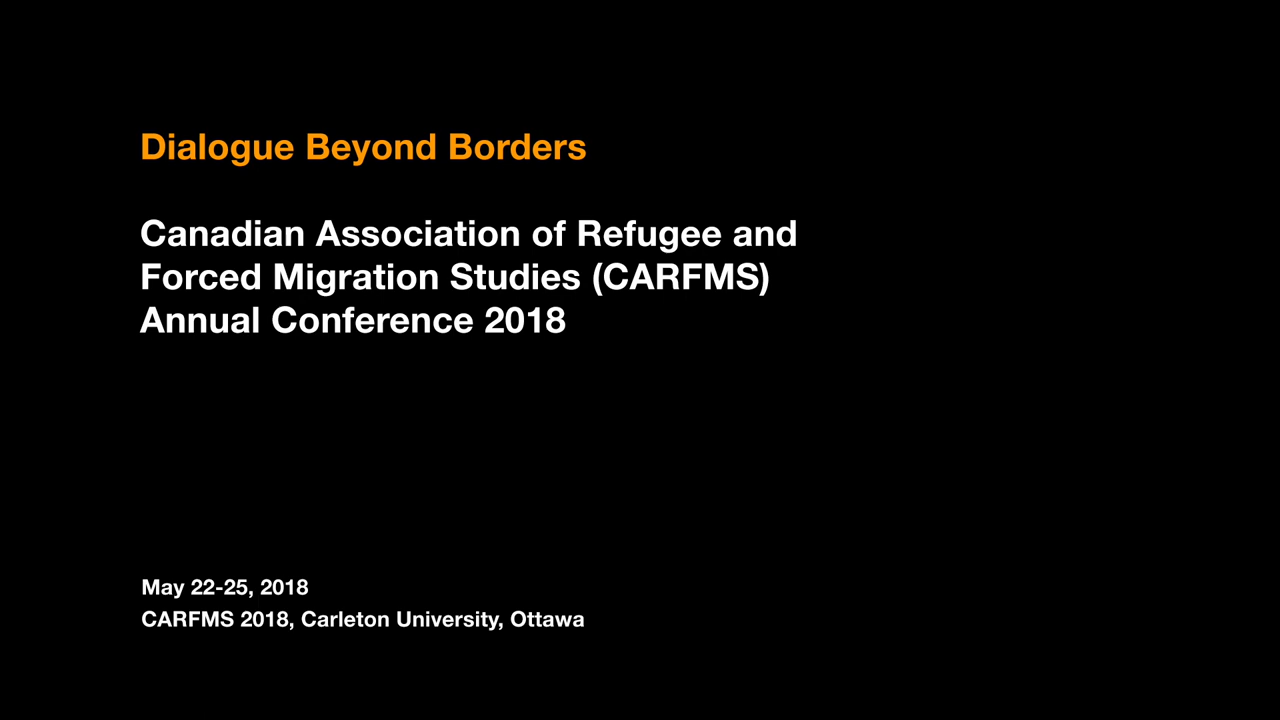 Dialogue Beyond Borders
Canadian Association of Refugee and
Forced Migration Studies (CARFMS)
Annual Conference 2018
May 22-25, 2018
CARFMS 2018, Carleton University, Ottawa